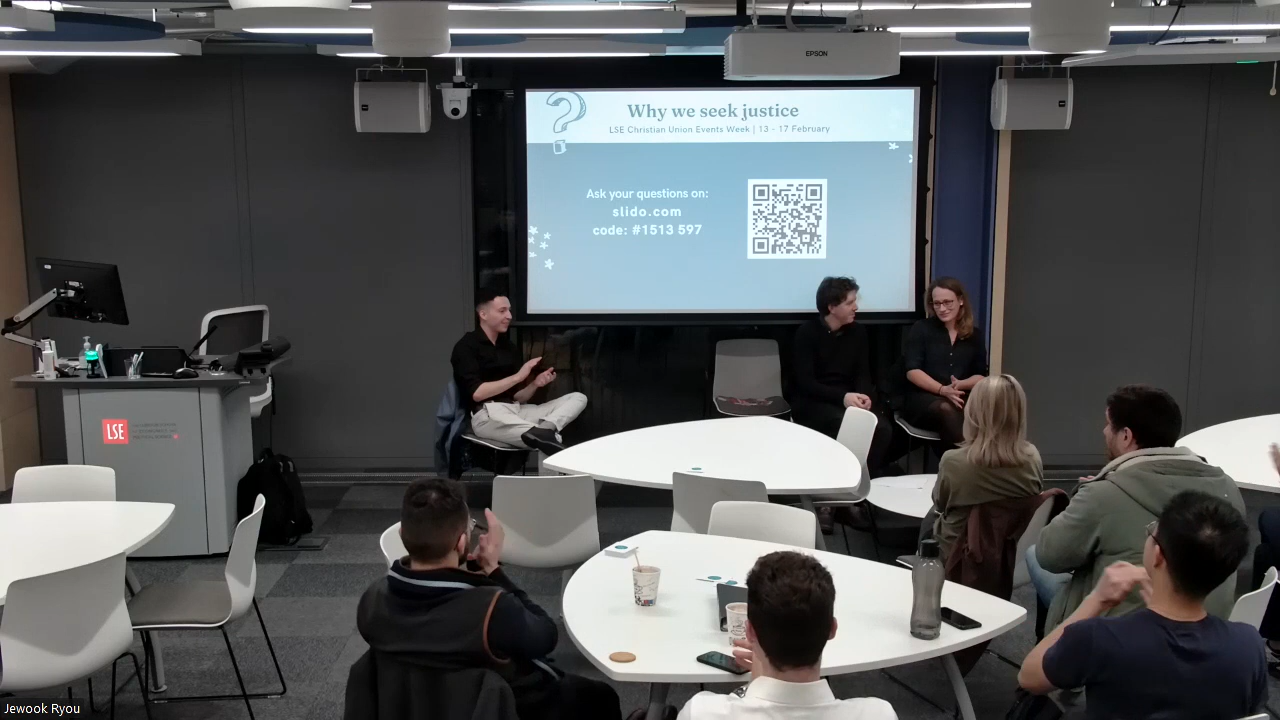 EPSON
Why we seek justice
LSE Christian Union Events Week | 13 - 17 February
Ask your questions on:
slido.com
code: #1513 597
LSE
Jewook Ryou